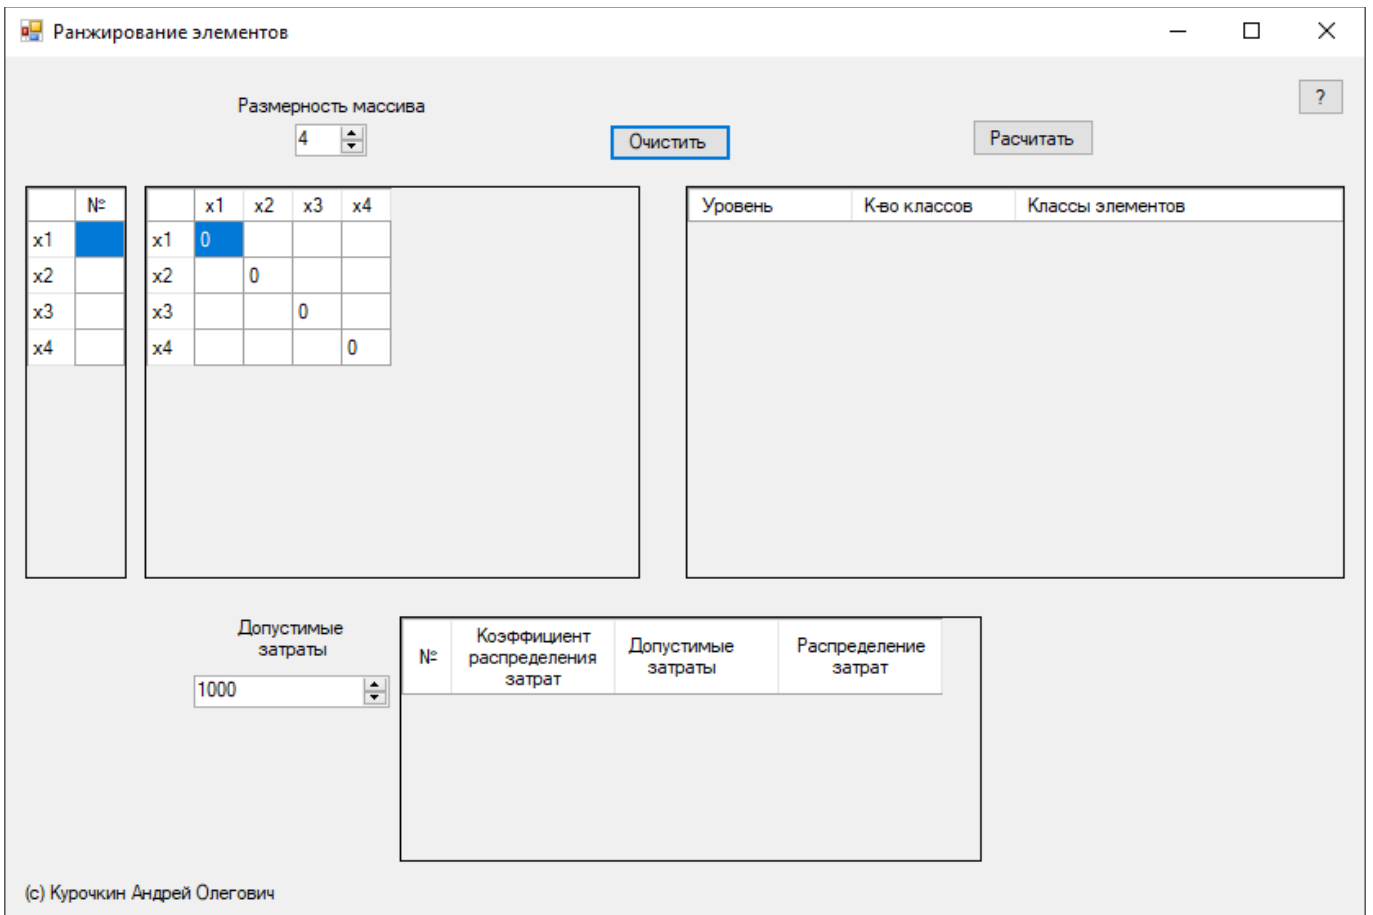 Ранжирование элементов
?
Размерность массива
4
Очистить
Расчитать
№
x1
x2
x3
x4
x1 x2 x3 x4
x1 0
x2 0
x3 0
x4 0
Уровень К-во классов Классы элементов
Допустимые
затраты
1000
№
Коэффициент
распределения
затрат
Допустимые
затраты
Распределение
затрат
(с) Курочкин Андрей Олегович